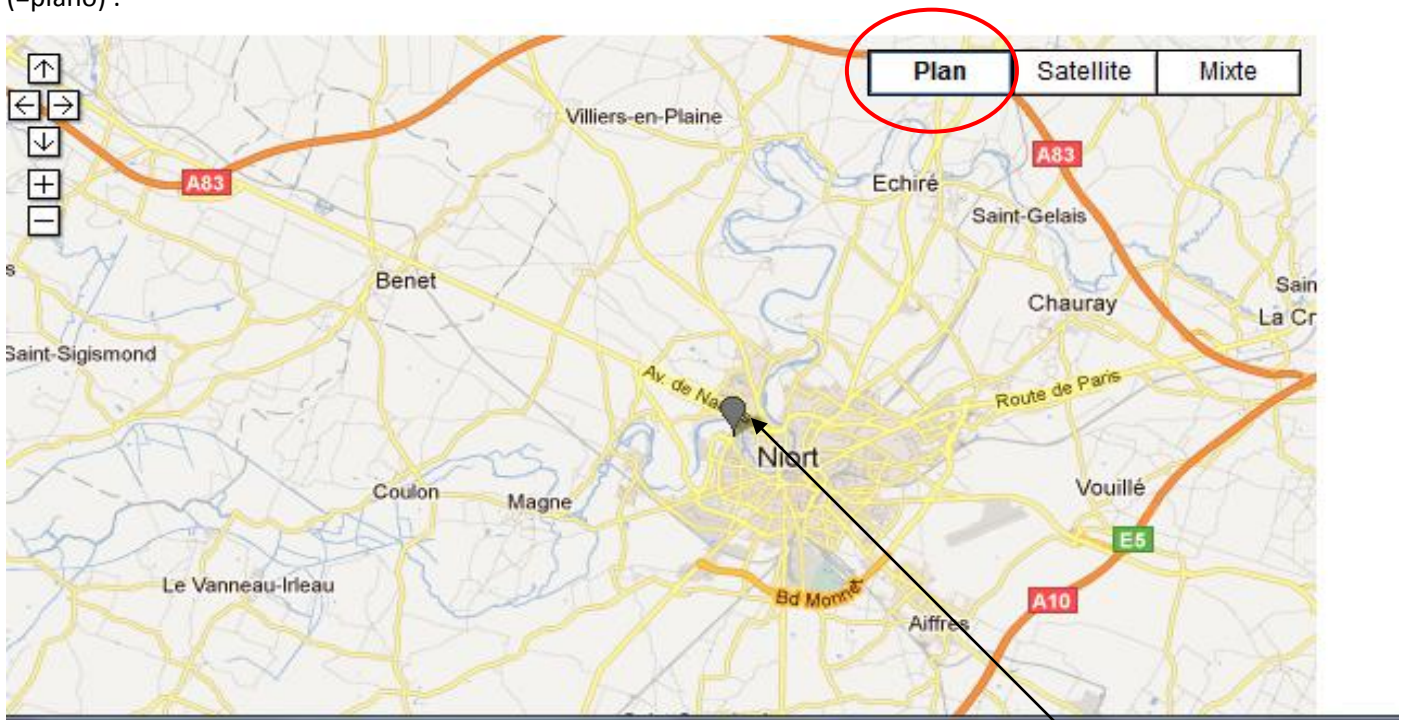 (=plano) :
Plan Satellite Mixte
Villiers-en-Plaine
A83
A83
Echiré
Saint-Gelais
Benet
Sain
Chauray
La Cr
Saint-Sigismond
Av. de Na
Route de Paris
Niort
Coulon
Magne
Vouillé
E5
Le Vanneau-Irleau
Bd Monnet
A10
Aiffres